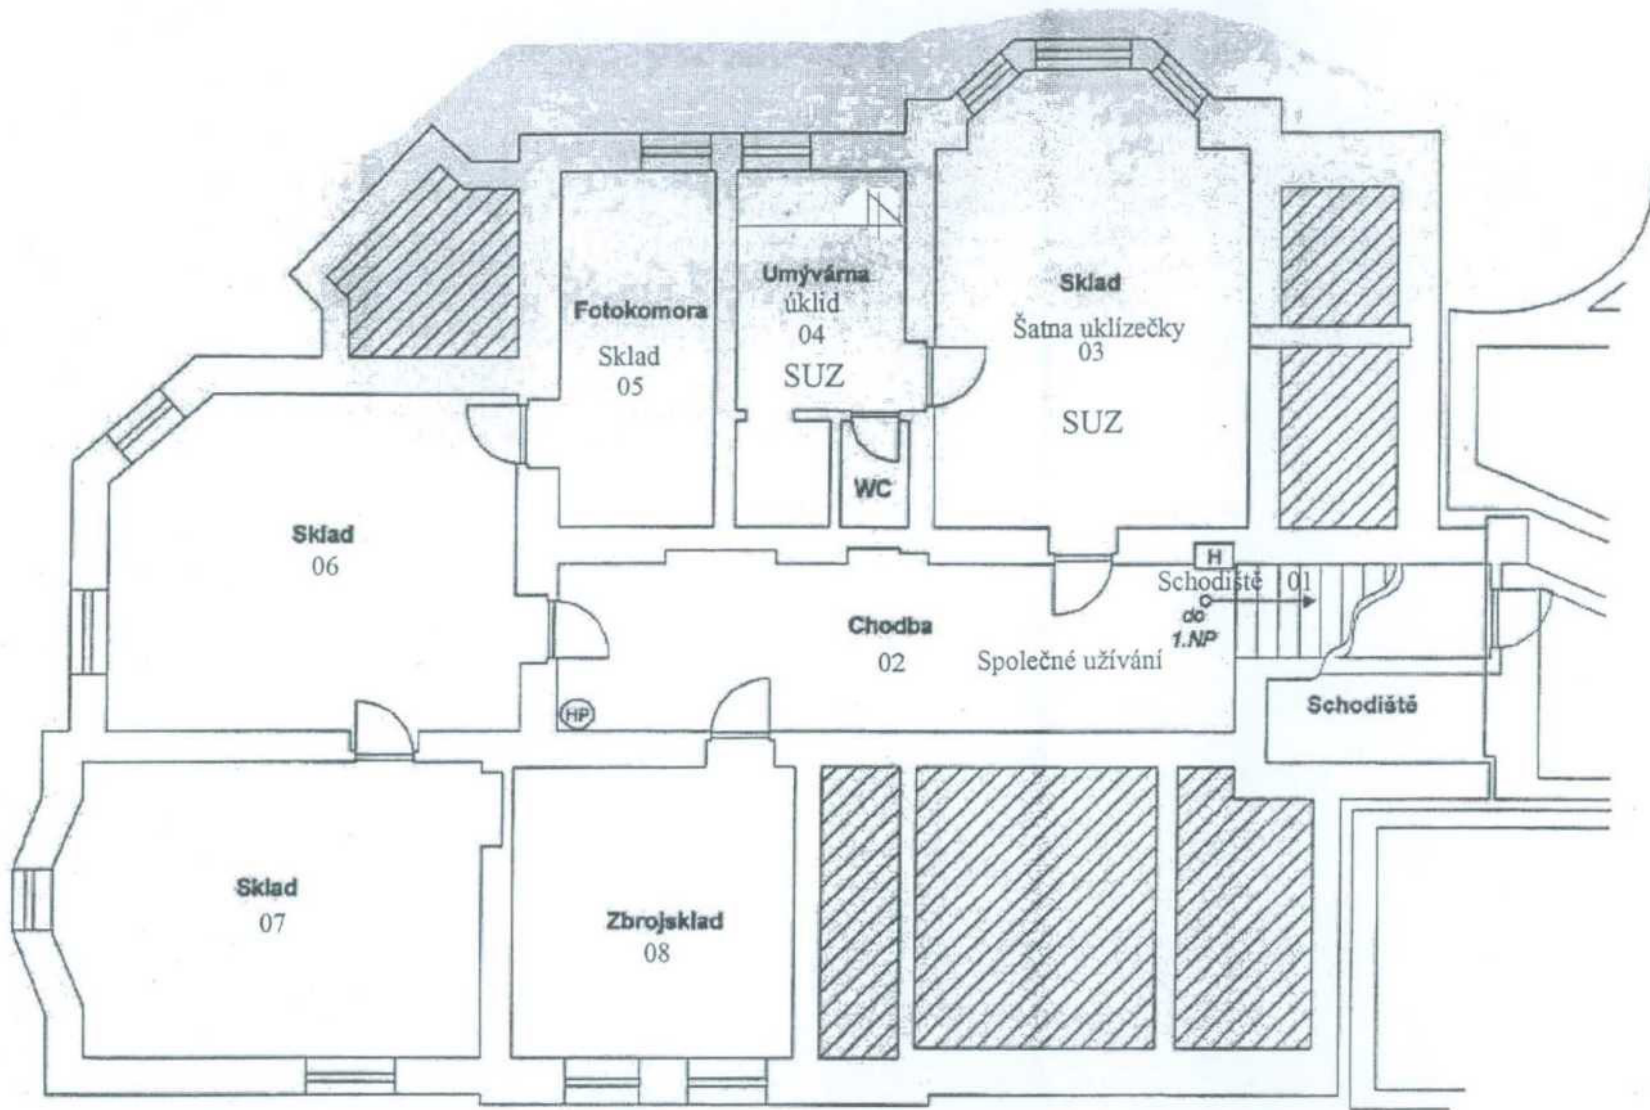 Fotokomora
Sklad
05
Umývárna
úklid
04
SUZ
Sklad
Šatna uklízečky
03
SUZ
WC
Sklad
06
H
Schodiště 01
do
1.NP
Chodba
02
Společné užívání
HP
Schodiště
Sklad
07
Zbrojsklad
08